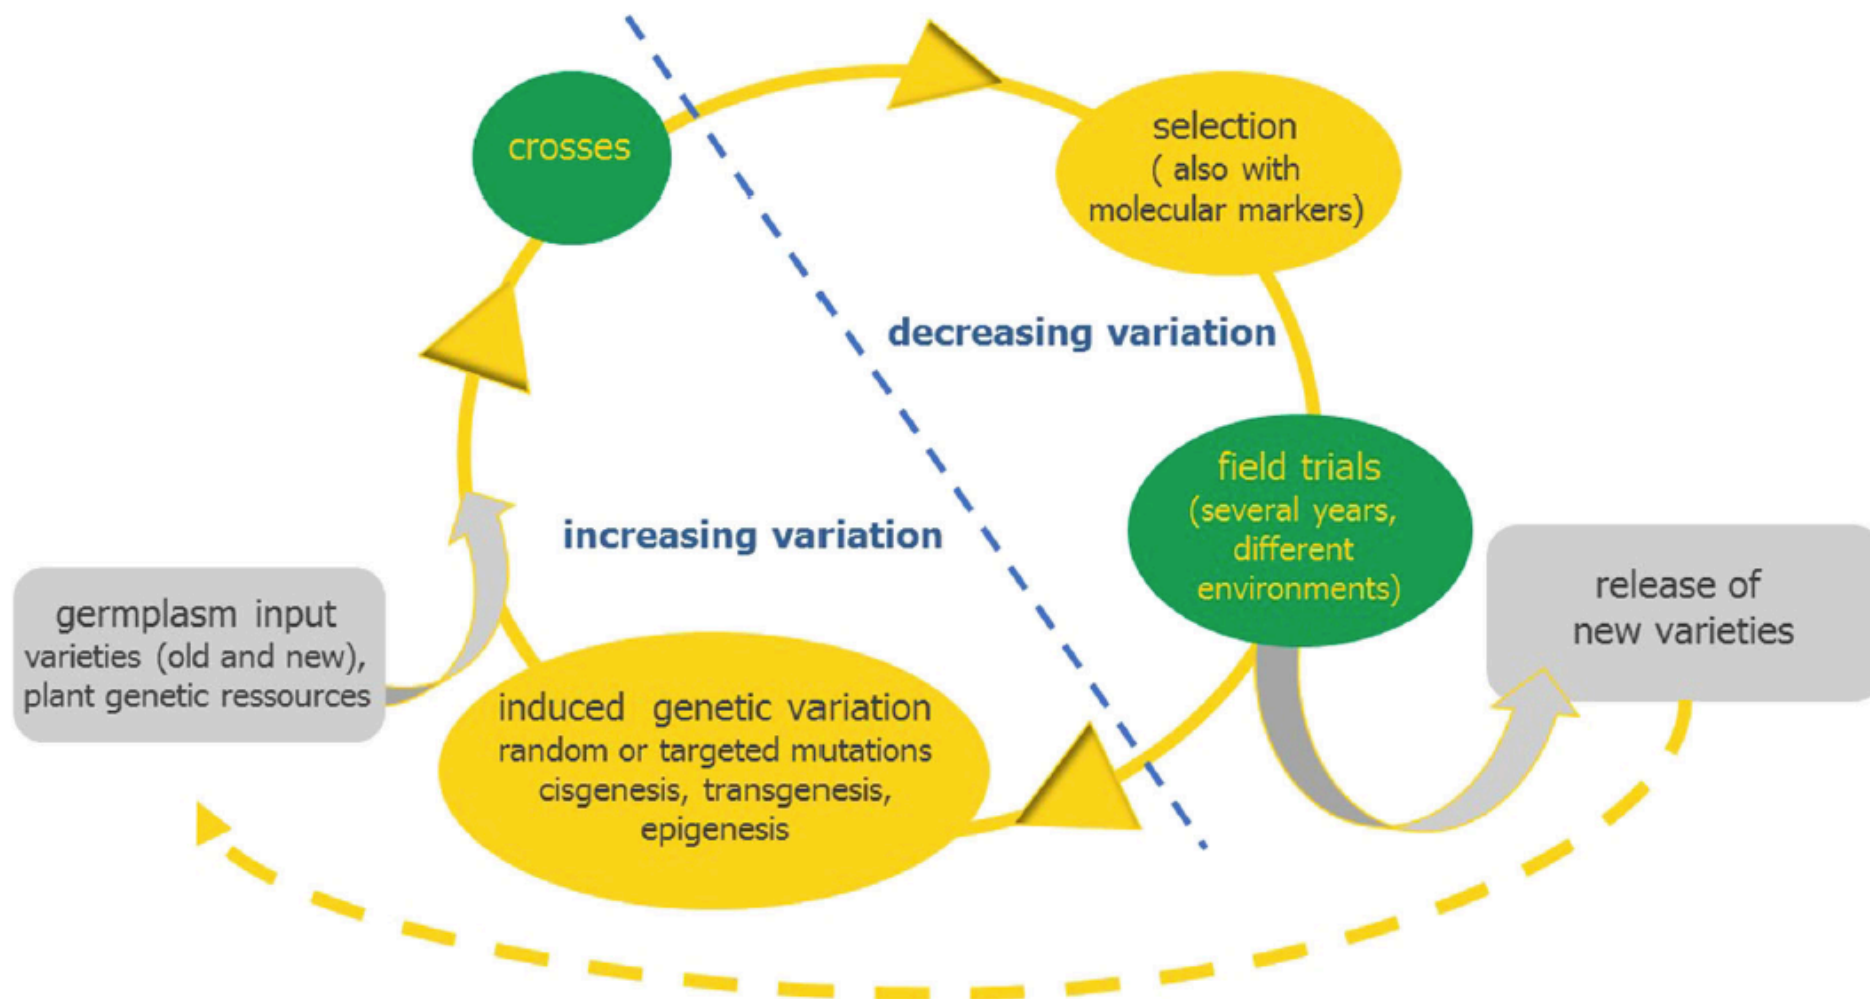 crosses
selection
( also with
molecular markers)
decreasing variation
field trials
(several years,
different
environments)
increasing variation
release of
new varieties
germplasm input
varieties (old and new),
plant genetic ressources
induced genetic variation
random or targeted mutations
cisgenesis, transgenesis,
epigenesis